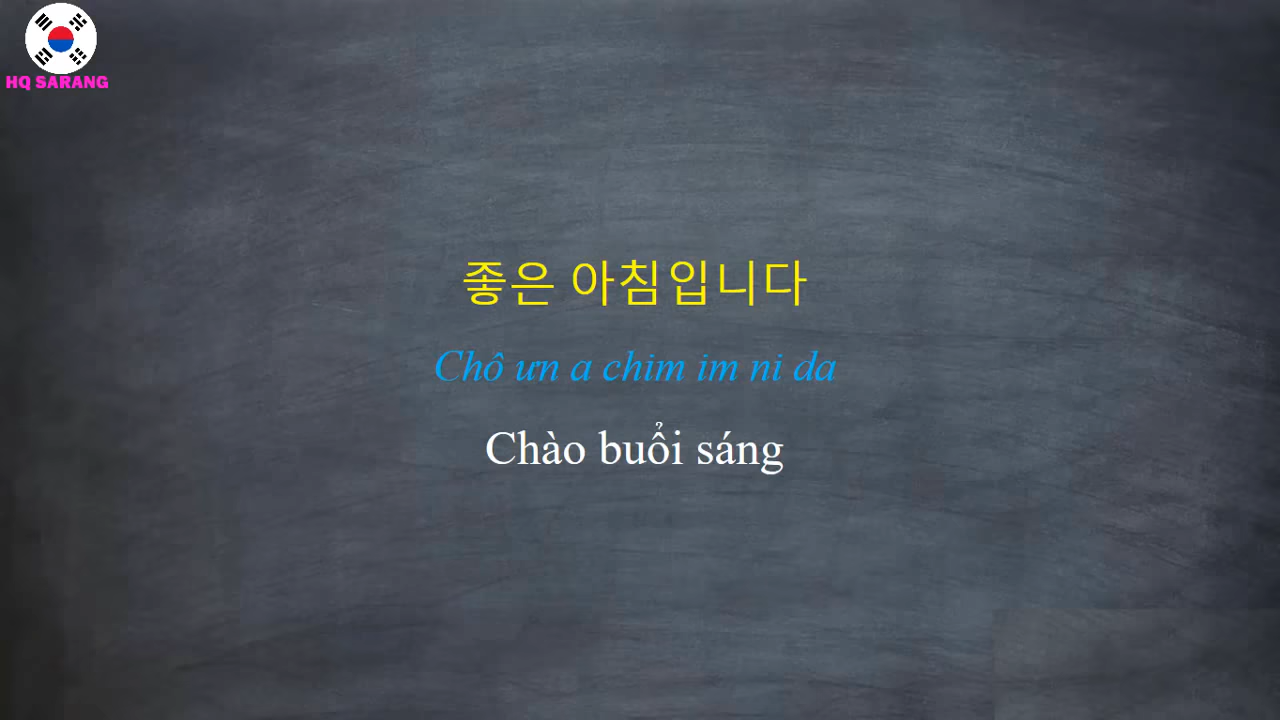 HQ SARANG
좋은 아침입니다
Chô ưn a chim im ni da
Chào buổi sáng